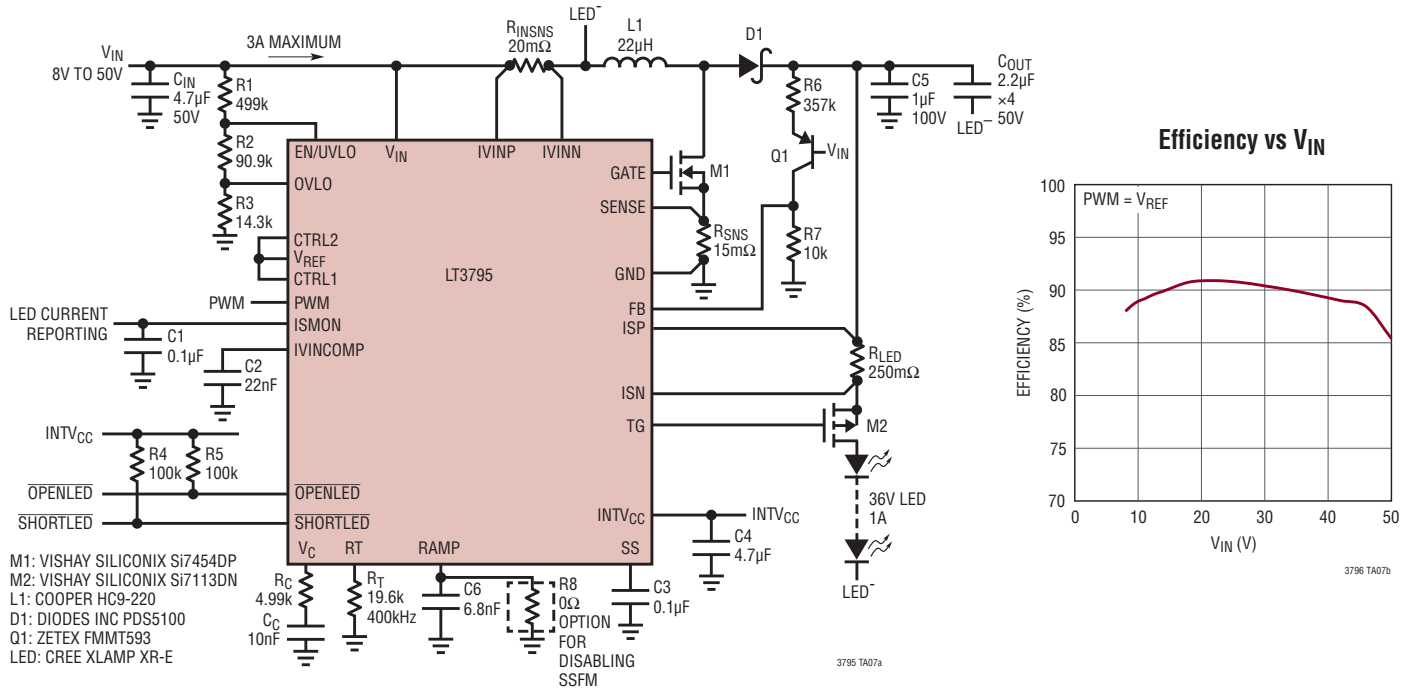 VIN
8V TO 50V
3A MAXIMUM
CIN
4.7µF
50V
R1
499k
R2
90.9k
R3
14.3k
RINSNS
20mΩ
LED-
L1
22µH
D1
R6
357k
Q1
VIN
R7
10k
C5
1µF
100V
COUT
2.2µF
×4
50V
LED–
EN/UVLO
VIN
IVINP
IVINN
OVLO
CTRL2
VREF
CTRL1
PWM
PWM
LED CURRENT
REPORTING
ISMON
IVINCOMP
C1
0.1µF
C2
22nF
LT3795
GATE
SENSE
GND
FB
ISP
ISN
TG
M1
RSNS
15mΩ
RLED
250mΩ
M2
36V LED
1A
LED-
INTVCC
R4
100k
R5
100k
OPENLED
OPENLED
SHORTLED
SHORTLED
VC
RT
RAMP
SS
INTVCC
INTVCC
C4
4.7µF
RC
4.99k
CC
10nF
RT
19.6k
400kHz
C6
6.8nF
R8
0Ω
OPTION
FOR
DISABLING
SSFM
C3
0.1µF
M1: VISHAY SILICONIX Si7454DP
M2: VISHAY SILICONIX Si7113DN
L1: COOPER HC9-220
D1: DIODES INC PDS5100
Q1: ZETEX FMMT593
LED: CREE XLAMP XR-E
3795 TA07a
Efficiency vs VIN
PWM = VREF
EFFICIENCY (%)
100
95
90
85
80
75
70
0
10
20
30
40
50
VIN (V)
3796 TA07b